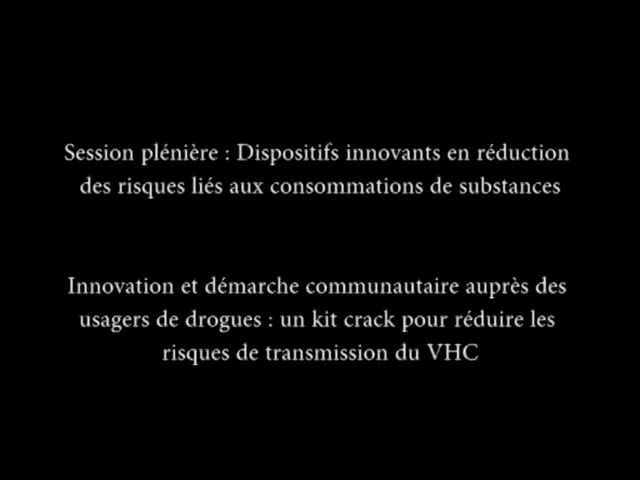 Session plénière : Dispositifs innovants en réduction
des risques liés aux consommations de substances
Innovation et démarche communautaire auprès des
usagers de drogues : un kit crack pour réduire les
risques de transmission du VHC